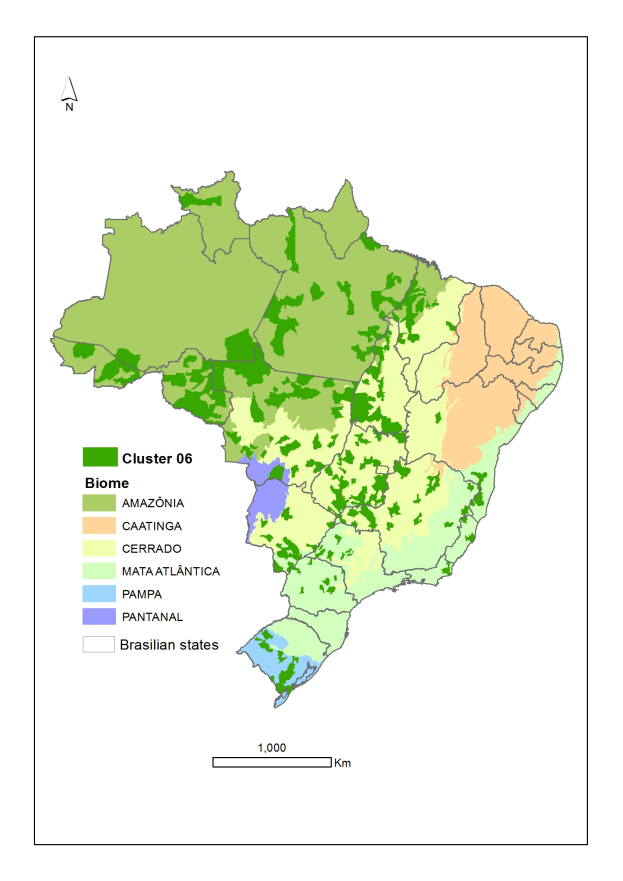 N
Cluster 06
Biome
AMAZÔNIA
CAATINGA
CERRADO
MATA ATLÂNTICA
PAMPA
PANTANAL
Brasilian states
1,000
Km